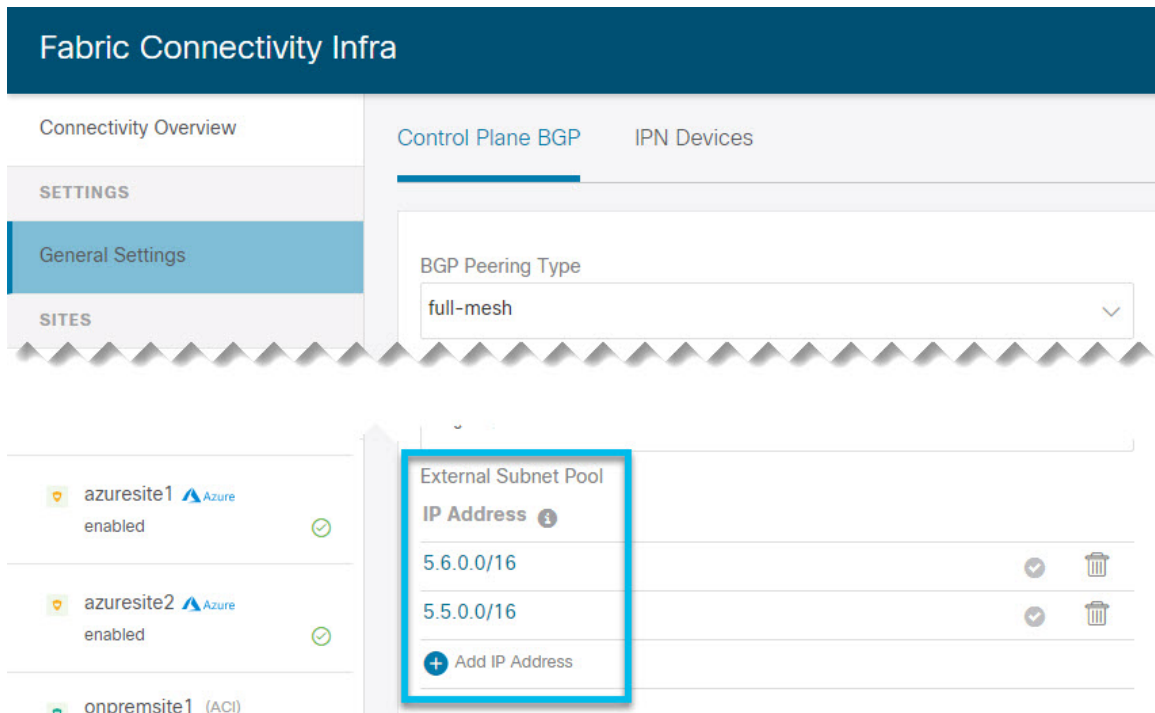 Fabric Connectivity Infra
Connectivity Overview
SETTINGS
General Settings
SITES
Control Plane BGP
IPN Devices
BGP Peering Type
full-mesh
azuresite1 Azure
enabled
azuresite2 Azure
enabled
onpremsite1 (ACI)
External Subnet Pool
IP Address
5.6.0.0/16
5.5.0.0/16
Add IP Address